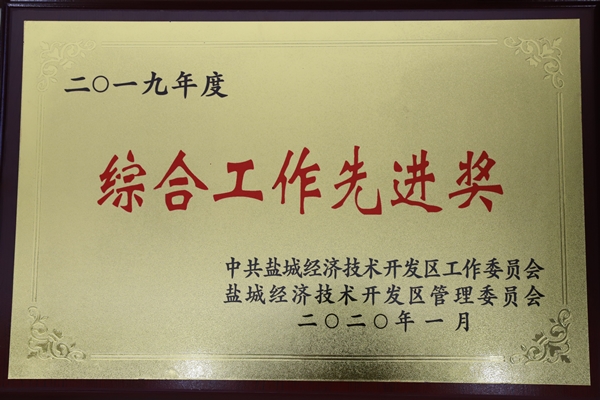 二〇一九年度
综合工作先进奖
中共盐城经济技术开发区工作委员会
盐城经济技术开发区管理委员会
二〇二〇年一月